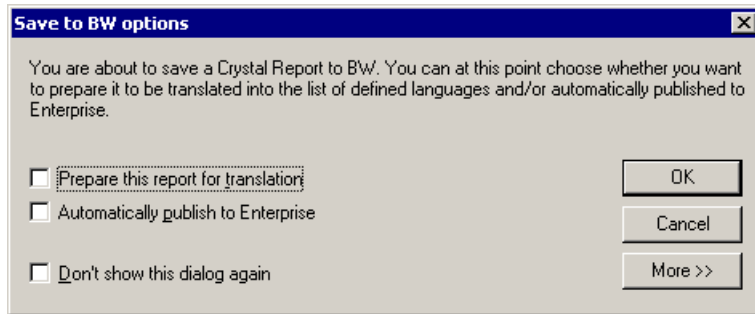 Save to BW options
You are about to save a Crystal Report to BW. You can at this point choose whether you want
to prepare it to be translated into the list of defined languages and/or automatically published to
Enterprise.
Prepare this report for translation
OK
Automatically publish to Enterprise
Cancel
Don't show this dialog again
More >>